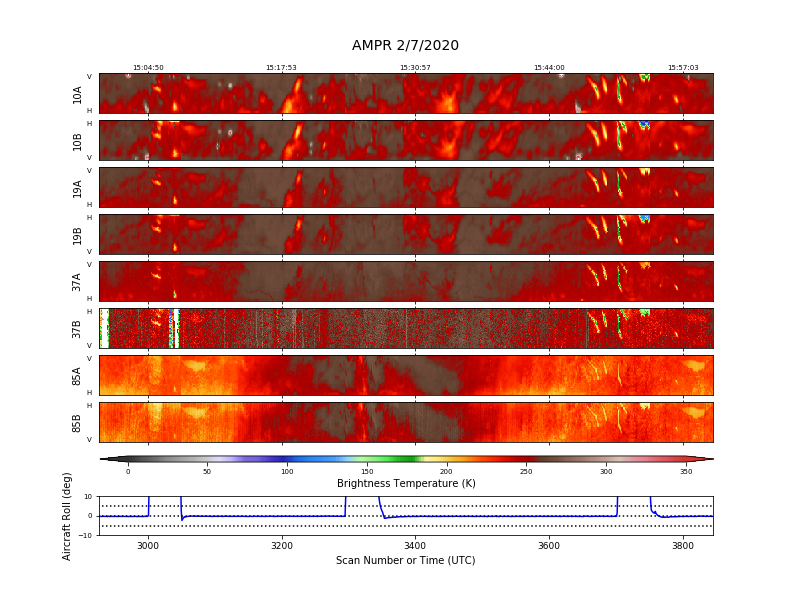 AMPR 2/7/2020
15:04:50 15:17:53 15:30:57 15:44:00 15:57:03
V
10A
H
H
10B
V
V
19A
H
H
19B
V
V
37A
H
H
37B
V
V
85A
H
H
85B
V
0 50 100 150 200 250 300 350
Brightness Temperature (K)
Aircraft Roll (deg)
10
0
−10
3000 3200 3400 3600 3800
Scan Number or Time (UTC)